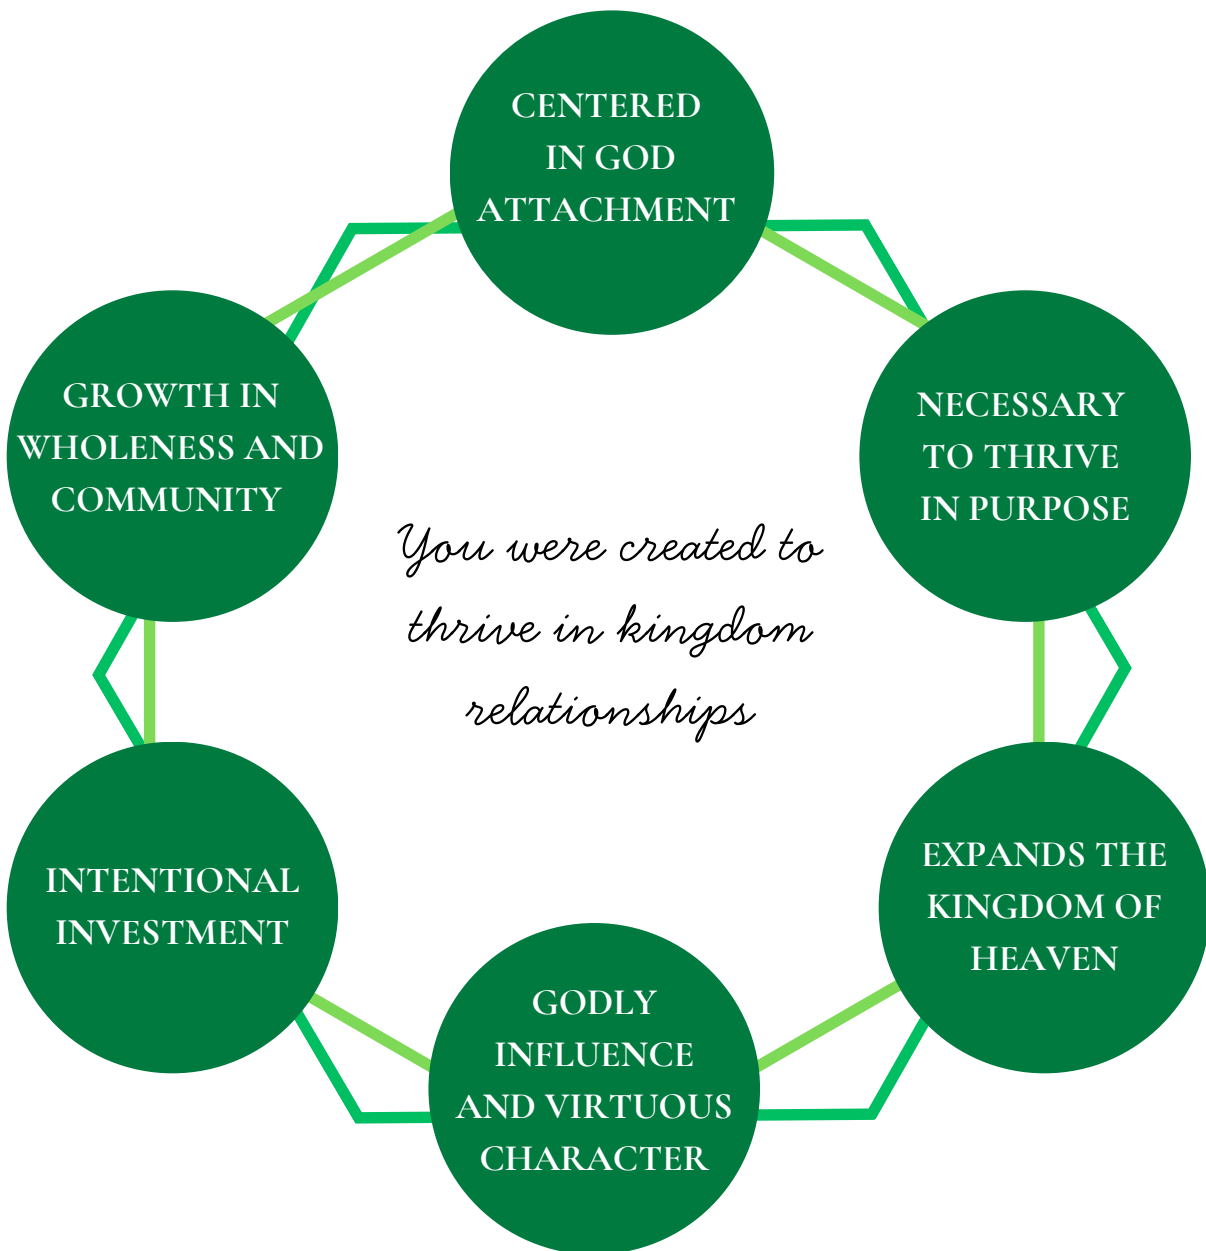 CENTERED
IN GOD
ATTACHMENT
NECESSARY
TO THRIVE
IN PURPOSE
EXPANDS THE
KINGDOM OF
HEAVEN
GODLY
INFLUENCE
AND VIRTUOUS
CHARACTER
INTENTIONAL
INVESTMENT
GROWTH IN
WHOLENESS AND
COMMUNITY
You were created to
thrive in kingdom
relationships